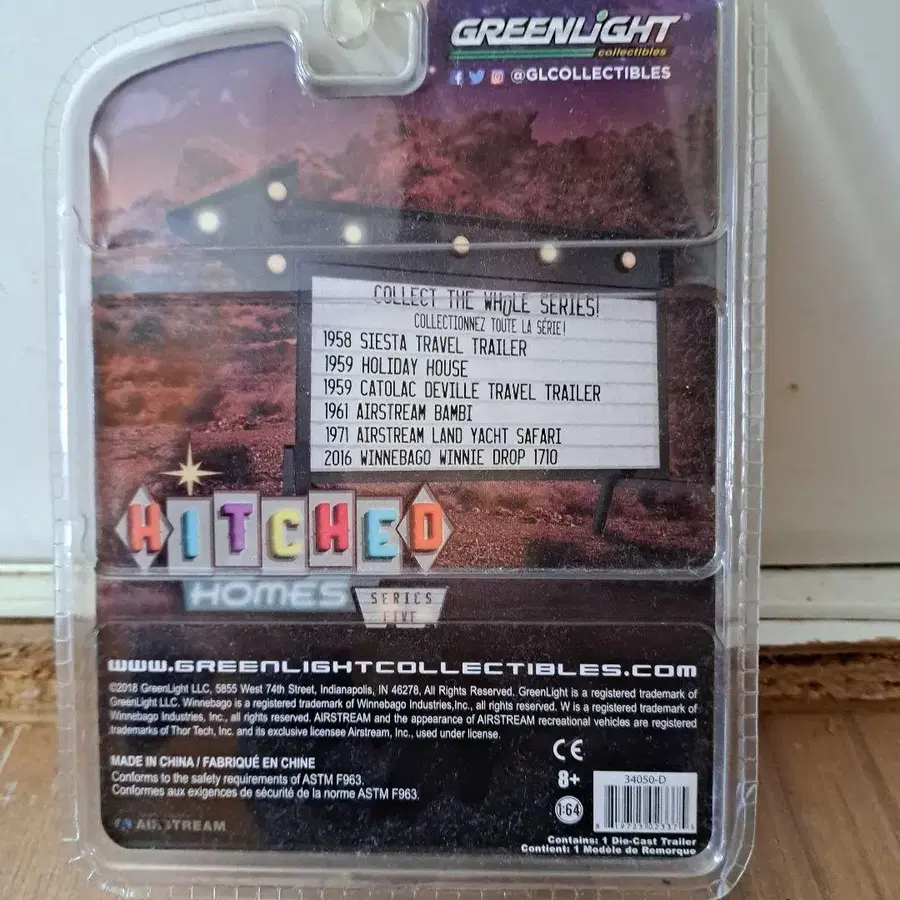 GREENLIGHT
collectibles
@GLCOLLECTIBLES
COLLECT THE WHOLE SERIES!
COLLECTIONNEZ TOUTE LA SÉRIE!
1958 SIESTA TRAVEL TRAILER
1959 HOLIDAY HOUSE
1959 CATOLAC DEVILLE TRAVEL TRAILER
1961 AIRSTREAM BAMBI
1971 AIRSTREAM LAND YACHT SAFARI
2016 WINNEBAGO WINNIE DROP 1710
HITCHED
HOMES
SERIES
FIVE
WWW.GREENLIGHTCOLLECTIBLES.COM
©2018 GreenLight LLC, 5855 West 74th Street, Indianapolis, IN 46278, All Rights Reserved. GreenLight is a registered trademark of
GreenLight LLC. Winnebago is a registered trademark of Winnebago Industries,Inc., all rights reserved. W is a registered trademark of
Winnebago Industries, Inc., all rights reserved. AIRSTREAM and the appearance of AIRSTREAM recreational vehicles are registered
trademarks of Thor Tech, Inc. and its exclusive licensee Airstream, Inc., used under license.
MADE IN CHINA / FABRIQUÉ EN CHINE
Conforms to the safety requirements of ASTM F963.
Conformes aux exigences de sécurité de la norme ASTM F963.
AIRSTREAM
CE
8+
1:64
34050-D
Contains: 1 Die-Cast Trailer
Contient: 1 Modèle de Remorque